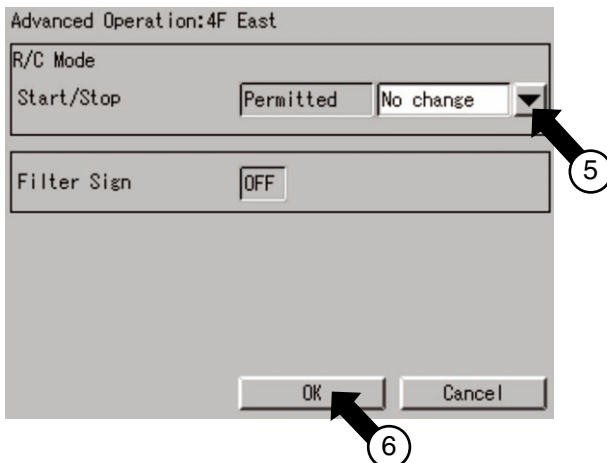 Advanced Operation:4F East
R/C Mode
Start/Stop Permitted No change
5
Filter Sign OFF
OK Cancel
6